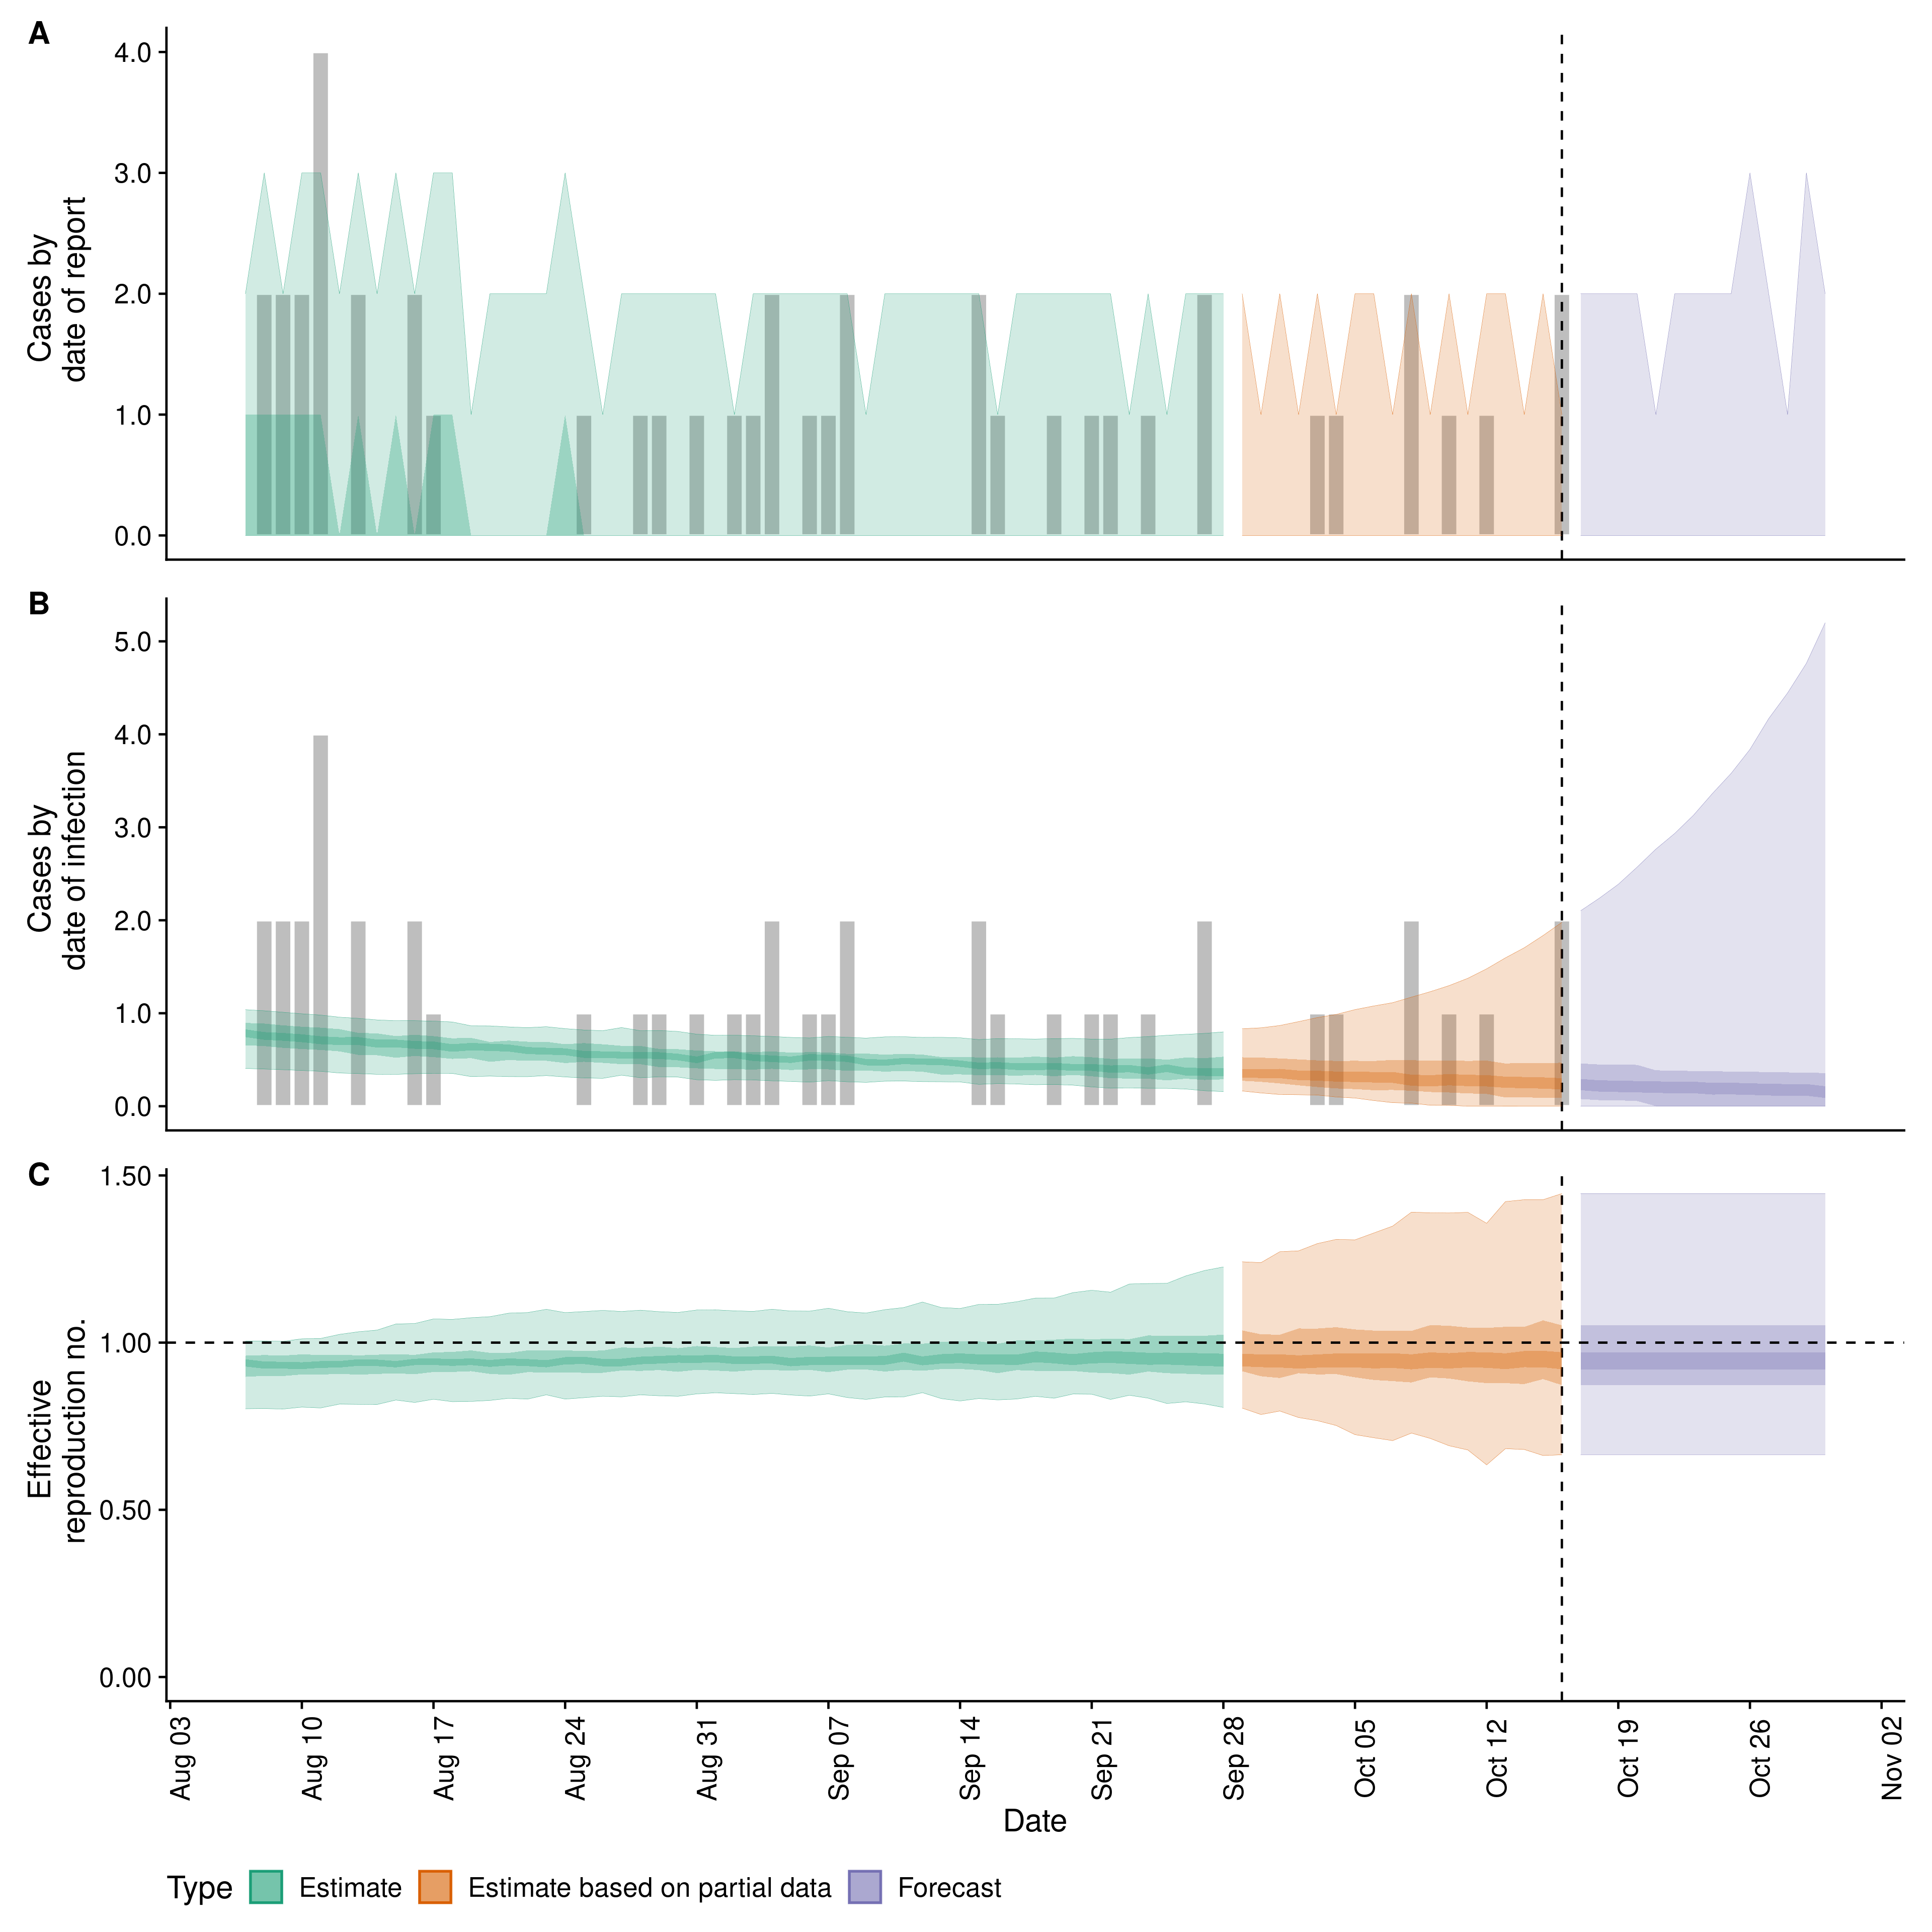 A
4.0
3.0
2.0
1.0
0.0
Cases by
date of report
B
5.0
4.0
3.0
2.0
1.0
0.0
Cases by
date of infection
C
1.50
1.00
0.50
0.00
Effective
reproduction no.
Aug 03
Aug 10
Aug 17
Aug 24
Aug 31
Sep 07
Sep 14
Sep 21
Sep 28
Oct 05
Oct 12
Oct 19
Oct 26
Nov 02
Date
Type
Estimate
Estimate based on partial data
Forecast